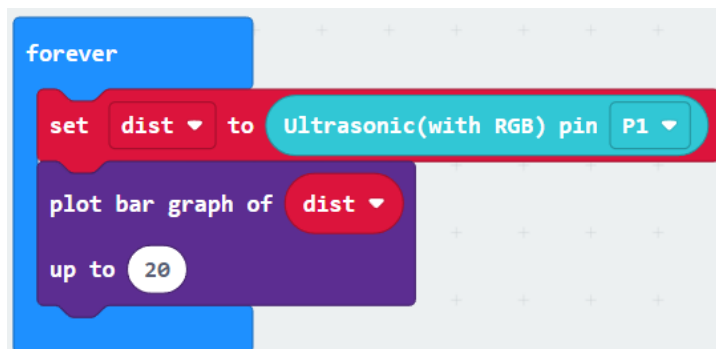 forever
set dist to Ultrasonic(with RGB) pin P1
plot bar graph of dist
up to 20